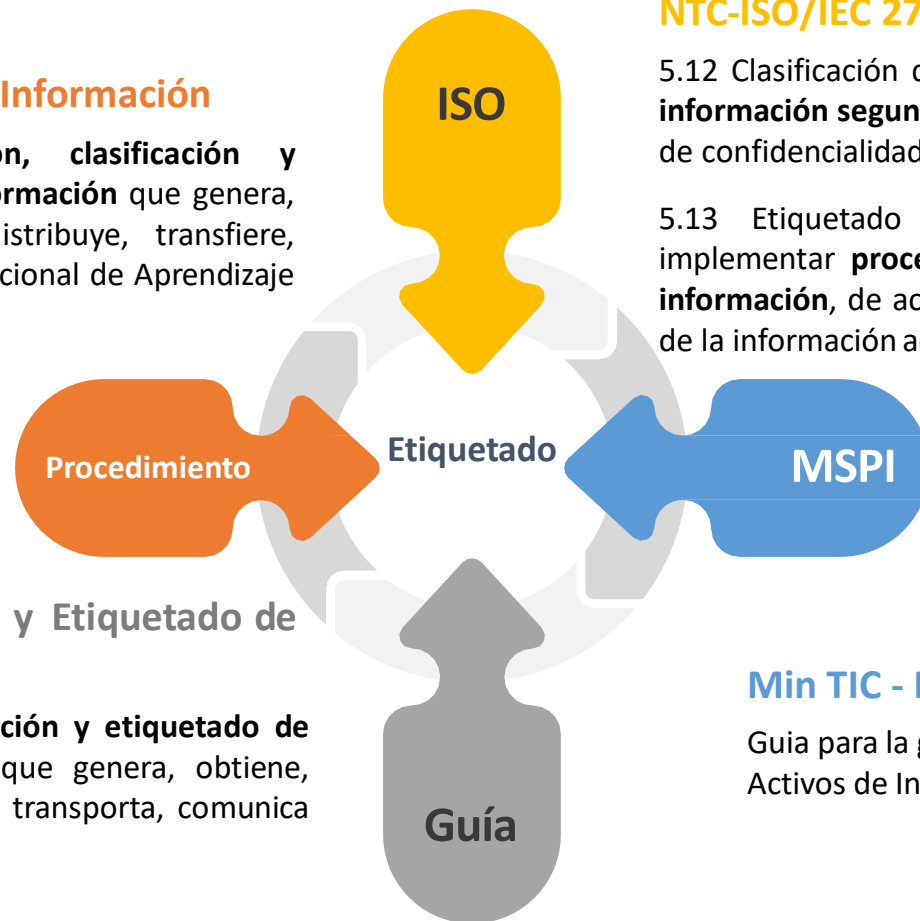 Información
ón, clasificación y
ormación que genera,
istribuye, transfiere,
cional de Aprendizaje
ISO
NTC-ISO/IEC 27
5.12 Clasificación
información segun
de confidencialidad
5.13 Etiquetado
implementar proce
información, de ac
de la información a
Procedimiento
Etiquetado
MSPI
y Etiquetado de
ción y etiquetado de
que genera, obtiene,
transporta, comunica
Guía
Min TIC -
Guia para la
Activos de In